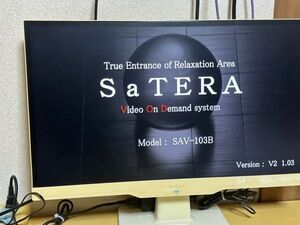 True Entrance of Relaxation Area
SaTERA
Video On Demand system
Model : SAV-103B
Version : V2 1.03